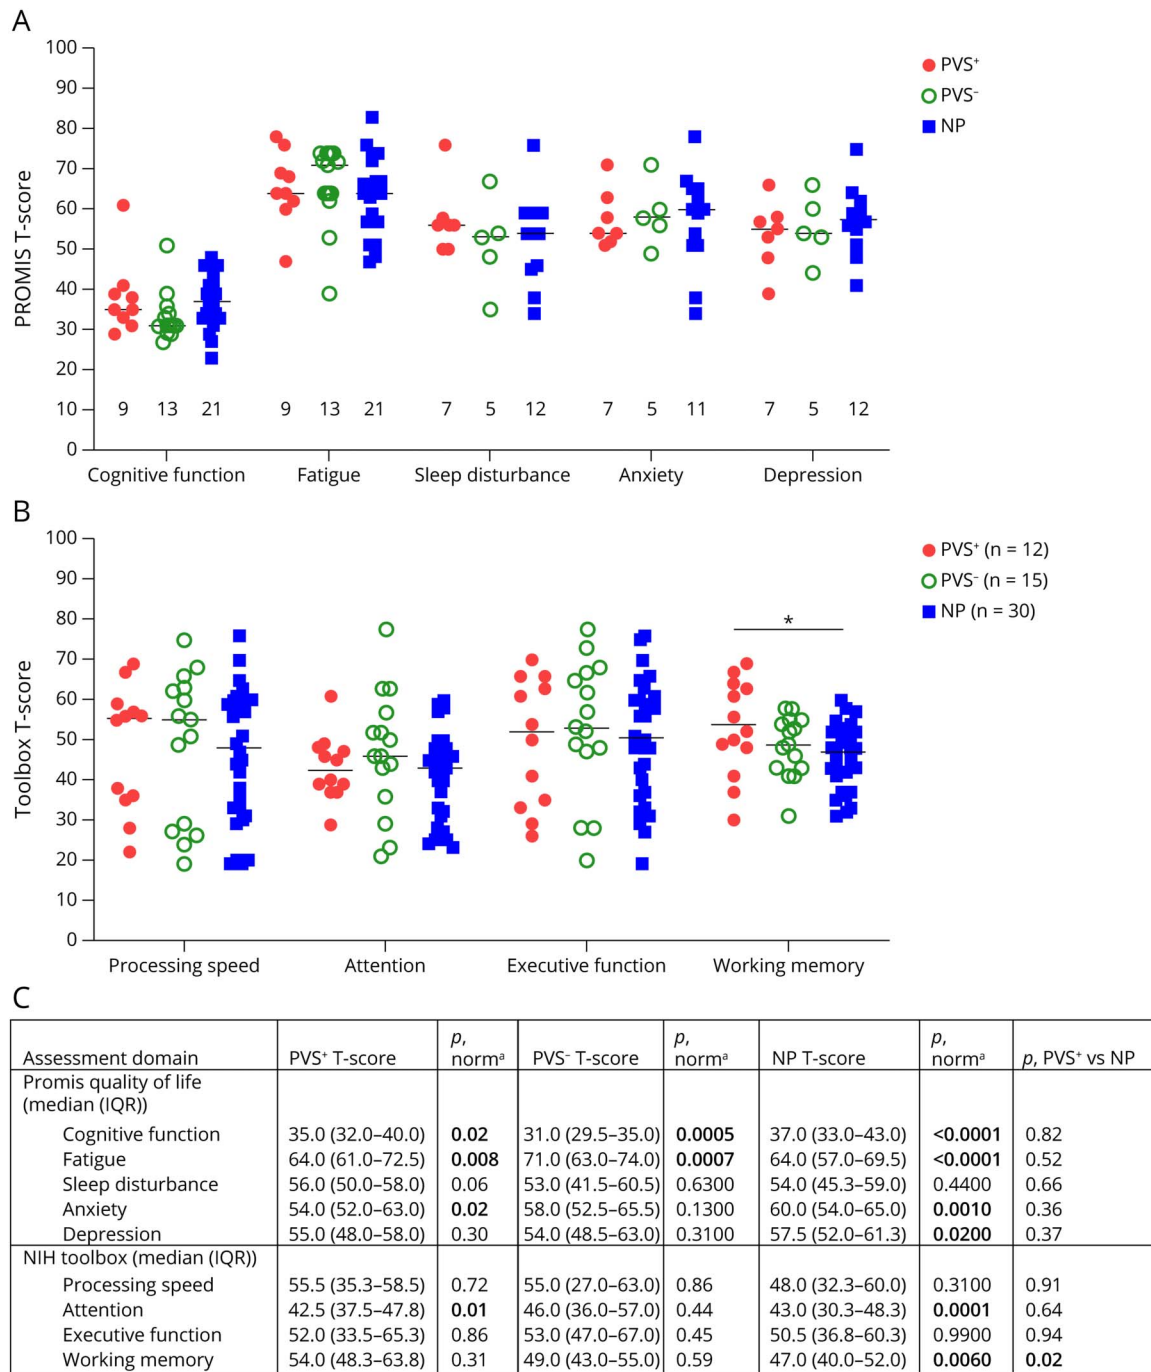 A
100
90
80
70
60
50
40
30
20
10
0
PROMIS T-score
PVS⁺
PVS⁻
NP
9 13 21 9 13 21 7 5 12 7 5 11 7 5 12
Cognitive function Fatigue Sleep disturbance Anxiety Depression
B
100
90
80
70
60
50
40
30
20
10
0
Toolbox T-score
PVS⁺ (n = 12)
PVS⁻ (n = 15)
NP (n = 30)
*
Processing speed Attention Executive function Working memory
C
Assessment domain PVS⁺ T-score p, normᵃ PVS⁻ T-score p, normᵃ NP T-score p, normᵃ p, PVS⁺ vs NP
Promis quality of life
(median (IQR))
Cognitive function 35.0 (32.0–40.0) 0.02 31.0 (29.5–35.0) 0.0005 37.0 (33.0–43.0) <0.0001 0.82
Fatigue 64.0 (61.0–72.5) 0.008 71.0 (63.0–74.0) 0.0007 64.0 (57.0–69.5) <0.0001 0.52
Sleep disturbance 56.0 (50.0–58.0) 0.06 53.0 (41.5–60.5) 0.6300 54.0 (45.3–59.0) 0.4400 0.66
Anxiety 54.0 (52.0–63.0) 0.02 58.0 (52.5–65.5) 0.1300 60.0 (54.0–65.0) 0.0010 0.36
Depression 55.0 (48.0–58.0) 0.30 54.0 (48.5–63.0) 0.3100 57.5 (52.0–61.3) 0.0200 0.37
NIH toolbox (median (IQR))
Processing speed 55.5 (35.3–58.5) 0.72 55.0 (27.0–63.0) 0.86 48.0 (32.3–60.0) 0.3100 0.91
Attention 42.5 (37.5–47.8) 0.01 46.0 (36.0–57.0) 0.44 43.0 (30.3–48.3) 0.0001 0.64
Executive function 52.0 (33.5–65.3) 0.86 53.0 (47.0–67.0) 0.45 50.5 (36.8–60.3) 0.9900 0.94
Working memory 54.0 (48.3–63.8) 0.31 49.0 (43.0–55.0) 0.59 47.0 (40.0–52.0) 0.0060 0.02